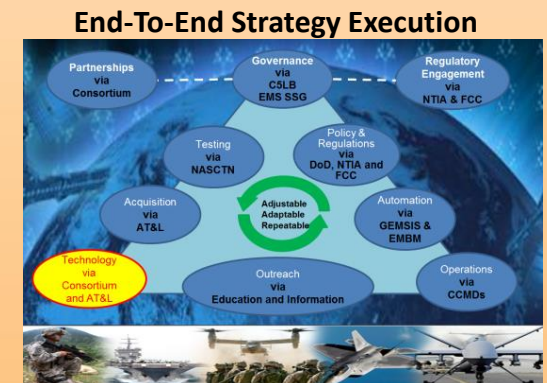 End-To-End Strategy Execution
Partnerships
via
Consortium
Governance
via
C5LB
EMS SSG
Regulatory
Engagement
via
NTIA & FCC
Testing
via
NASCTN
Policy &
Regulations
via
DoD, NTIA and
FCC
Acquisition
via
AT&L
Adjustable
Adaptable
Repeatable
Automation
via
GEMSIS &
EMBM
Technology
via
Consortium
and AT&L
Outreach
via
Education and Information
Operations
via
CCMDs